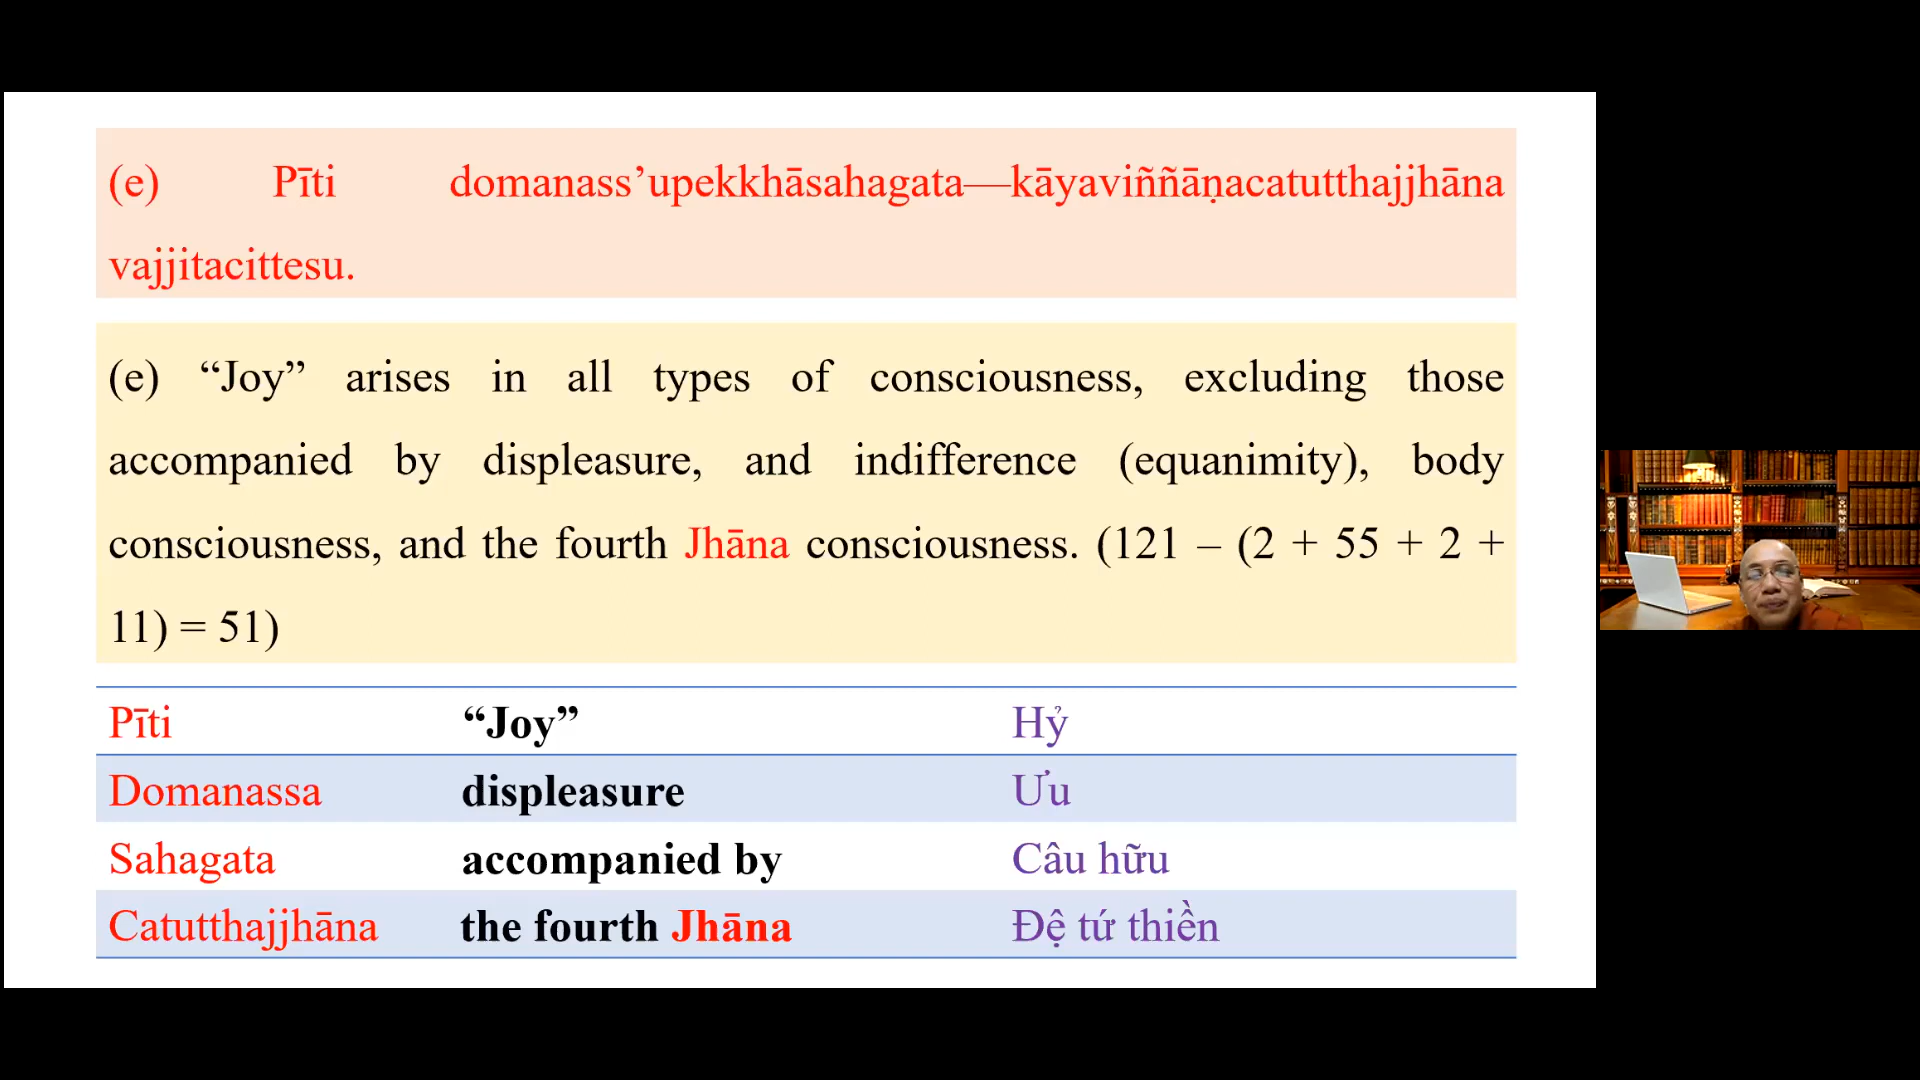 (e) Pīti domanass’upekkhāsahagata—kāyaviññāṇacatutthajjhāna
vajjitacittesu.
(e) “Joy” arises in all types of consciousness, excluding those
accompanied by displeasure, and indifference (equanimity), body
consciousness, and the fourth Jhāna consciousness. (121 – (2 + 55 + 2 +
11) = 51)
Pīti “Joy” Hỷ
Domanassa displeasure Ưu
Sahagata accompanied by Câu hữu
Catutthajjhāna the fourth Jhāna Đệ tứ thiền